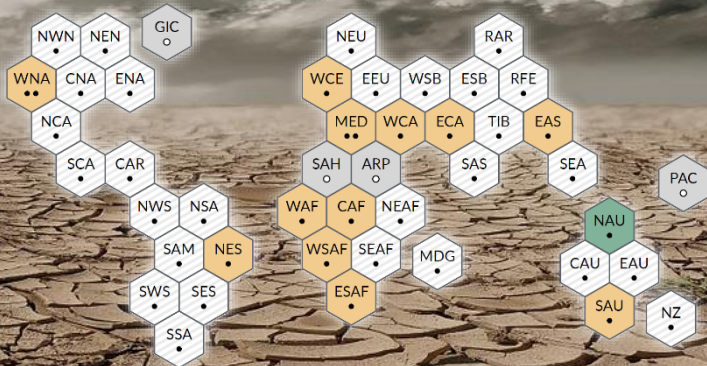 GIC
NWN NEN NEU RAR
WNA CNA ENA WCE EEU WSB ESB RFE
NCA MED WCA ECA TIB EAS
SCA CAR SAH ARP SAS SEA PAC
NWS NSA WAF CAF NEAF NAU
SAM NES WSAF SEAF MDG CAU EAU
SWS SES ESAF SAU NZ
SSA